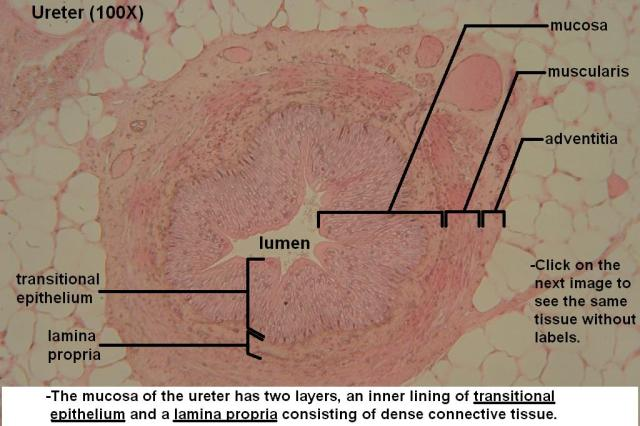 Ureter (100X)
mucosa
muscularis
adventitia
lumen
transitional
epithelium
lamina
propria
-Click on the
next image to
see the same
tissue without
labels.
-The mucosa of the ureter has two layers, an inner lining of transitional
epithelium and a lamina propria consisting of dense connective tissue.